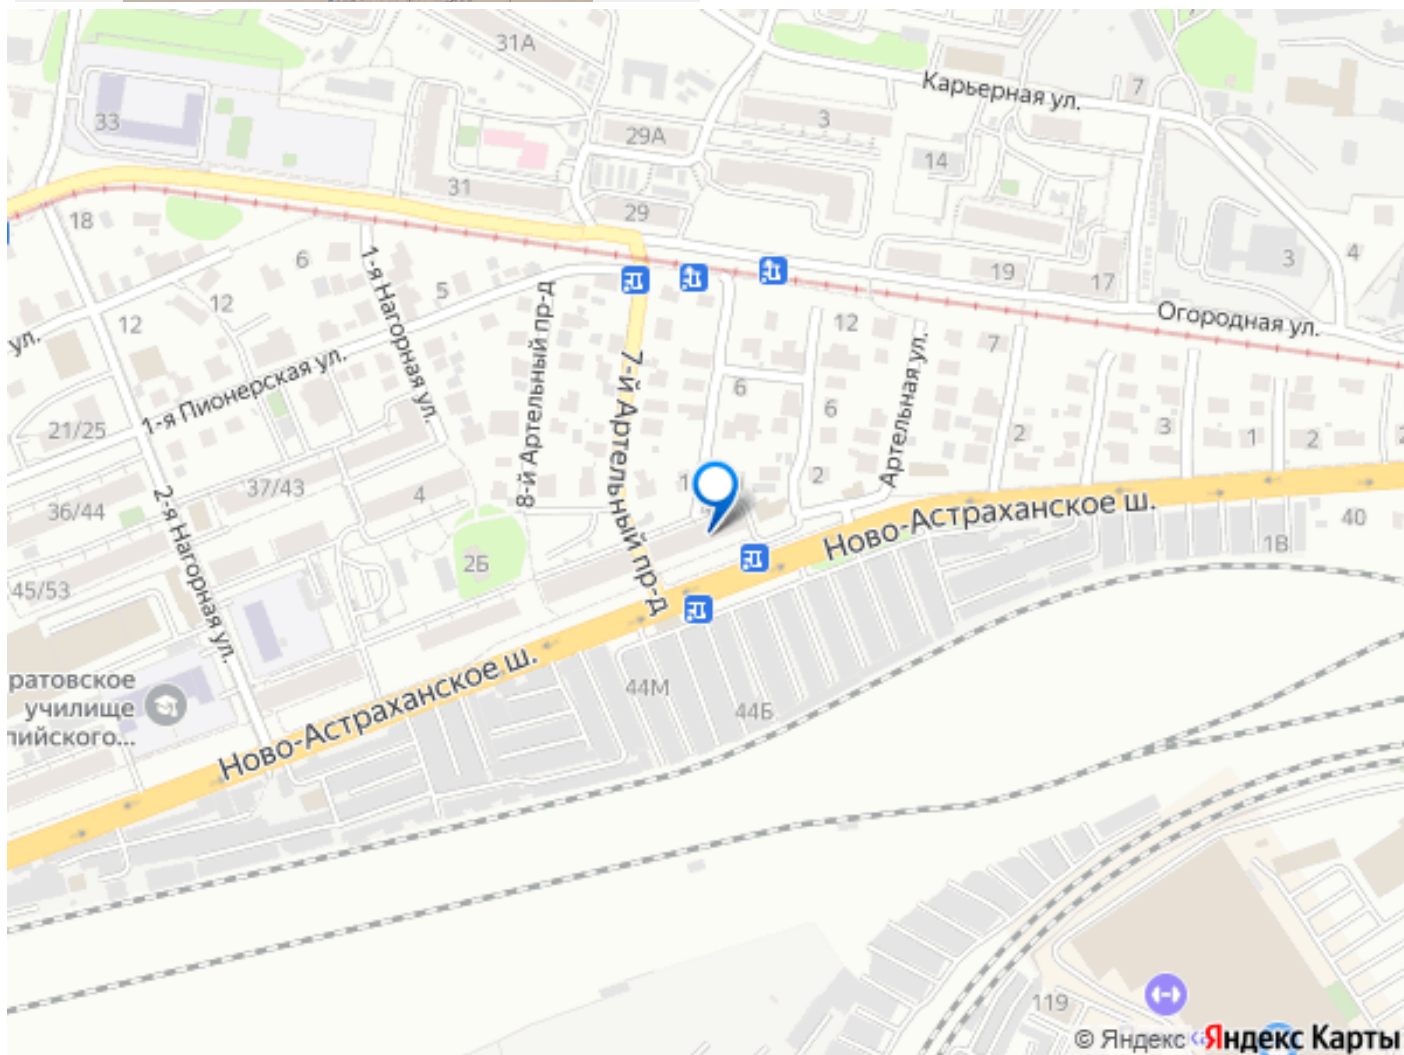 31А
Карьерная ул.
7
33
3
29А
14
31
29
18
4
3
6
1-я Нагорная ул.
5
19
17
12
12
Огородная ул.
ул.
8-й Артельный пр-д
7-й Артельный пр-д
12
Артельная ул.
7
1-я Пионерская ул.
6
6
21/25
2
3
1
2
37/43
4
2
36/44
2-я Нагорная ул.
Ново-Астраханское ш.
40
1В
2Б
45/53
ратовское
училище
пийского...
44М
44Б
Ново-Астраханское ш.
119
© Яндекс Яндекс Карты